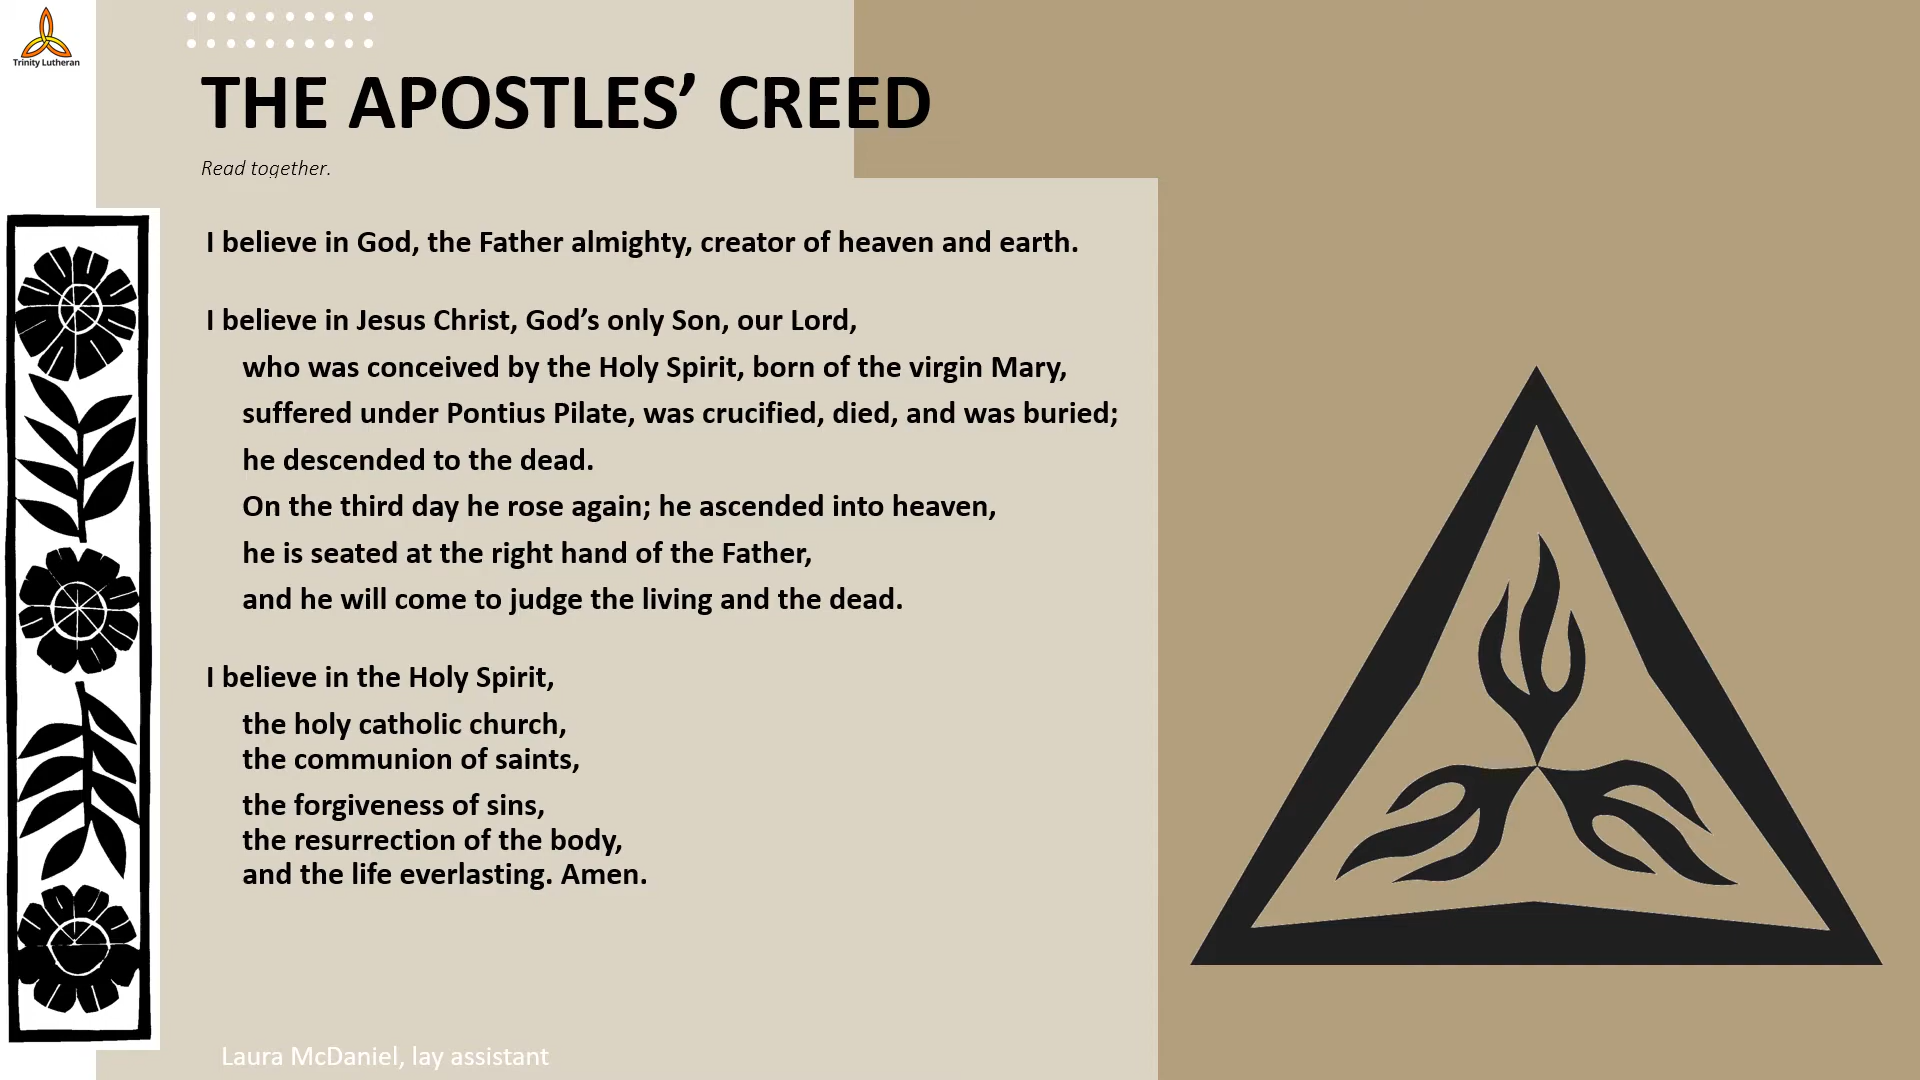 Trinity Lutheran
THE APOSTLES’ CREED
Read together.
I believe in God, the Father almighty, creator of heaven and earth.
I believe in Jesus Christ, God’s only Son, our Lord,
who was conceived by the Holy Spirit, born of the virgin Mary,
suffered under Pontius Pilate, was crucified, died, and was buried;
he descended to the dead.
On the third day he rose again; he ascended into heaven,
he is seated at the right hand of the Father,
and he will come to judge the living and the dead.
I believe in the Holy Spirit,
the holy catholic church,
the communion of saints,
the forgiveness of sins,
the resurrection of the body,
and the life everlasting. Amen.
Laura McDaniel, lay assistant